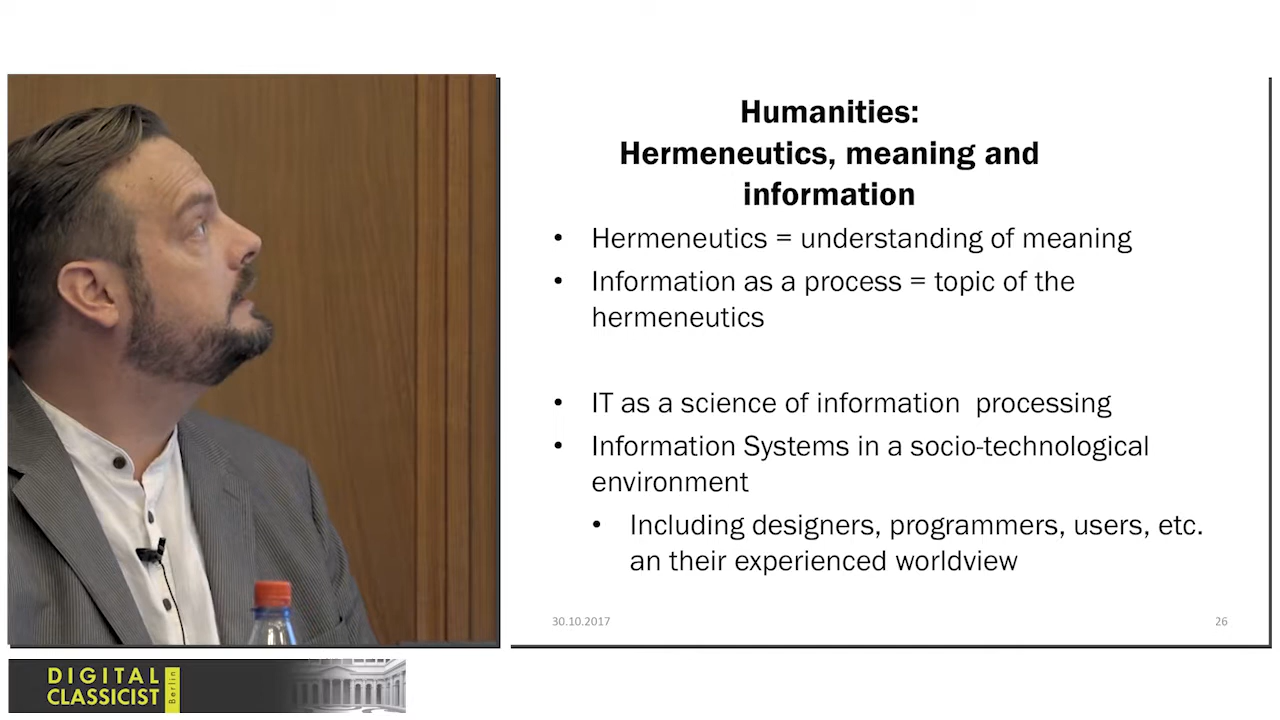 Humanities:
Hermeneutics, meaning and
information
• Hermeneutics = understanding of meaning
• Information as a process = topic of the
hermeneutics
• IT as a science of information  processing
• Information Systems in a socio-technological
environment
• Including designers, programmers, users, etc.
an their experienced worldview
30.10.2017
26
DIGITAL
CLASSICIST
Berlin